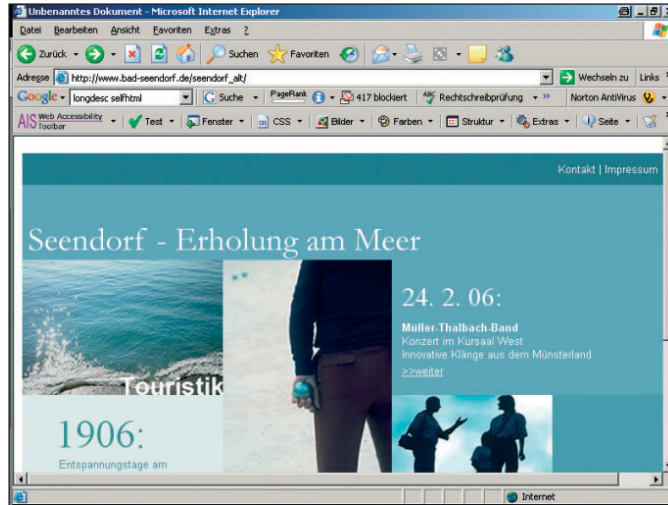 Unbenanntes Dokument - Microsoft Internet Explorer
Datei Bearbeiten Ansicht Favoriten Extras ?
Zurück Suchen Favoriten
Adresse http://www.bad-seendorf.de/seendorf_alt/ Wechseln zu Links
Google longdesc selfhtml Suche PageRank 417 blockiert ABC Rechtschreibprüfung » Norton AntiVirus
AIS Web Accessibility Toolbar Test Fenster CSS Bilder Farben Struktur Extras Seite
Kontakt | Impressum
Seendorf - Erholung am Meer
24. 2. 06:
Müller-Thalbach-Band
Konzert im Kursaal West
Innovative Klänge aus dem Münsterland
>>weiter
Touristik
1906:
Entspannungstage am
Internet